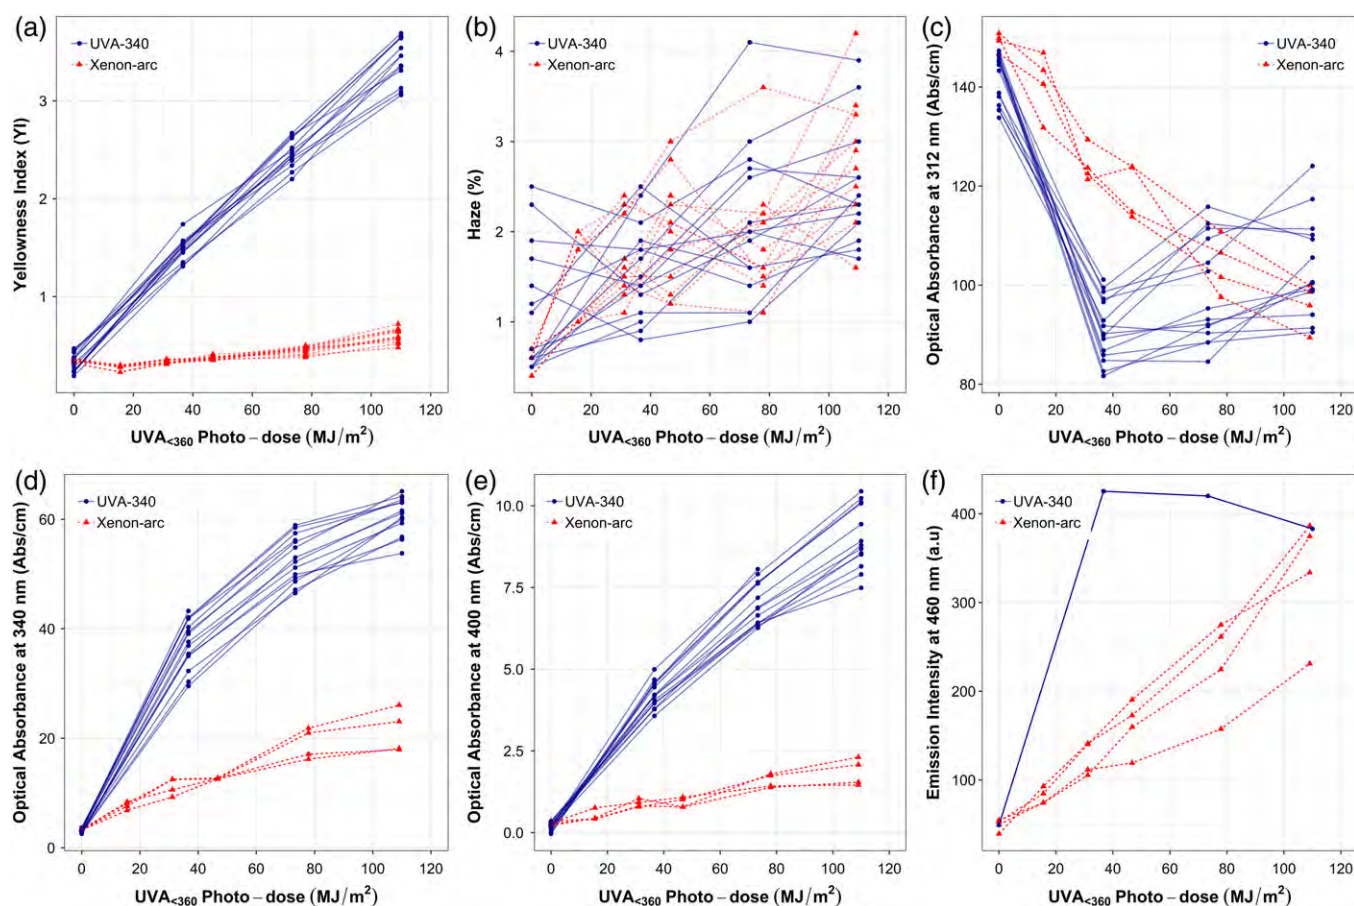 (a)
UVA-340
Xenon-arc
Yellowness Index (YI)
3
2
1
0 20 40 60 80 100 120
UVA<360 Photo−dose (MJ/m²)
(b)
UVA-340
Xenon-arc
Haze (%)
4
3
2
1
0 20 40 60 80 100 120
UVA<360 Photo−dose (MJ/m²)
(c)
UVA-340
Xenon-arc
Optical Absorbance at 312 nm (Abs/cm)
140
120
100
80
0 20 40 60 80 100 120
UVA<360 Photo−dose (MJ/m²)
(d)
UVA-340
Xenon-arc
Optical Absorbance at 340 nm (Abs/cm)
60
40
20
0
0 20 40 60 80 100 120
UVA<360 Photo−dose (MJ/m²)
(e)
UVA-340
Xenon-arc
Optical Absorbance at 400 nm (Abs/cm)
10.0
7.5
5.0
2.5
0.0
0 20 40 60 80 100 120
UVA<360 Photo−dose (MJ/m²)
(f)
UVA-340
Xenon-arc
Emission Intensity at 460 nm (a.u)
400
300
200
100
0 20 40 60 80 100 120
UVA<360 Photo−dose (MJ/m²)